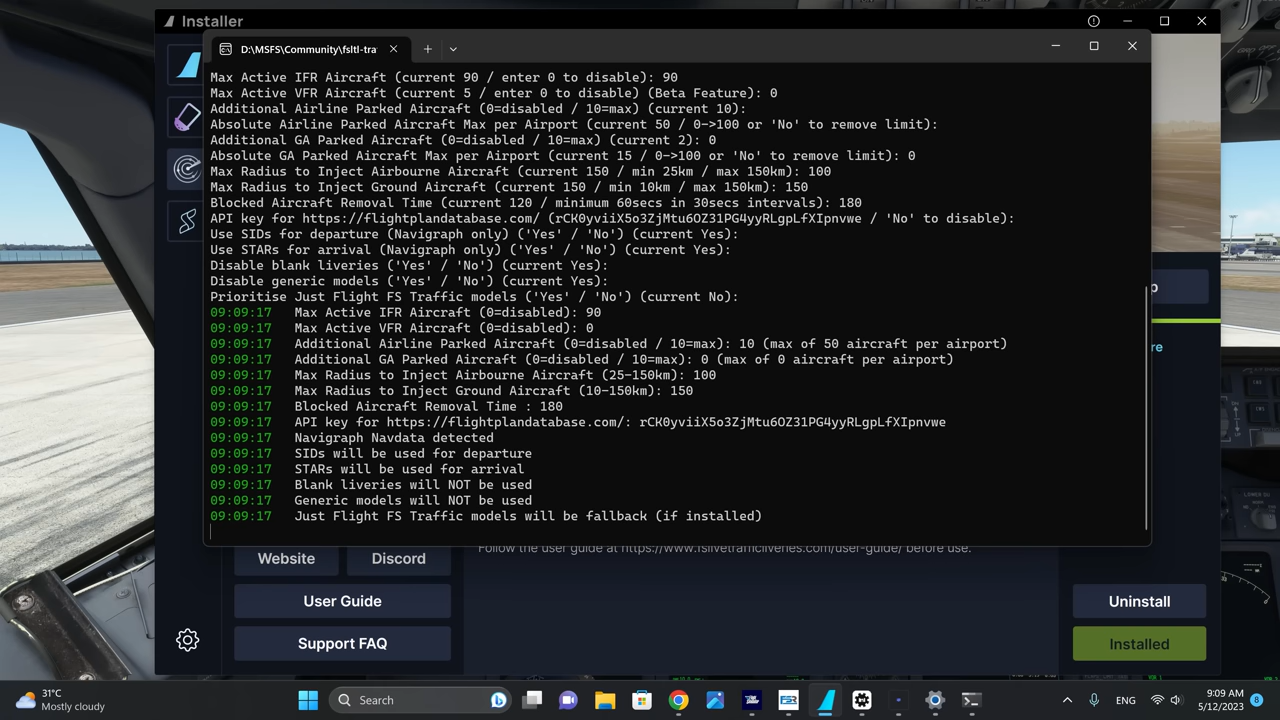 Installer
D:\MSFS\Community\fsltl-tra
Max Active IFR Aircraft (current 90 / enter 0 to disable): 90
Max Active VFR Aircraft (current 5 / enter 0 to disable) (Beta Feature): 0
Additional Airline Parked Aircraft (0=disabled / 10=max) (current 10):
Absolute Airline Parked Aircraft Max per Airport (current 50 / 0->100 or 'No' to remove limit):
Additional GA Parked Aircraft (0=disabled / 10=max) (current 2): 0
Absolute GA Parked Aircraft Max per Airport (current 15 / 0->100 or 'No' to remove limit): 0
Max Radius to Inject Airbourne Aircraft (current 150 / min 25km / max 150km): 100
Max Radius to Inject Ground Aircraft (current 150 / min 10km / max 150km): 150
Blocked Aircraft Removal Time (current 120 / minimum 60secs in 30secs intervals): 180
API key for https://flightplandatabase.com/ (rCK0yviiX5o3ZjMtu6OZ31PG4yyRLgpLfXIpnvwe / 'No' to disable):
Use SIDs for departure (Navigraph only) ('Yes' / 'No') (current Yes):
Use STARs for arrival (Navigraph only) ('Yes' / 'No') (current Yes):
Disable blank liveries ('Yes' / 'No') (current Yes):
Disable generic models ('Yes' / 'No') (current Yes):
Prioritise Just Flight FS Traffic models ('Yes' / 'No') (current No):
09:09:17 Max Active IFR Aircraft (0=disabled): 90
09:09:17 Max Active VFR Aircraft (0=disabled): 0
09:09:17 Additional Airline Parked Aircraft (0=disabled / 10=max): 10 (max of 50 aircraft per airport)
09:09:17 Additional GA Parked Aircraft (0=disabled / 10=max): 0 (max of 0 aircraft per airport)
09:09:17 Max Radius to Inject Airbourne Aircraft (25-150km): 100
09:09:17 Max Radius to Inject Ground Aircraft (10-150km): 150
09:09:17 Blocked Aircraft Removal Time : 180
09:09:17 API key for https://flightplandatabase.com/: rCK0yviiX5o3ZjMtu6OZ31PG4yyRLgpLfXIpnvwe
09:09:17 Navigraph Navdata detected
09:09:17 SIDs will be used for departure
09:09:17 STARs will be used for arrival
09:09:17 Blank liveries will NOT be used
09:09:17 Generic models will NOT be used
09:09:17 Just Flight FS Traffic models will be fallback (if installed)
p
re
Follow the user guide at https://www.fslivetrafficliveries.com/user-guide/ before use.
Website
Discord
User Guide
Support FAQ
Uninstall
Installed
31°C
Mostly cloudy
Search
ENG
9:09 AM
5/12/2023
8